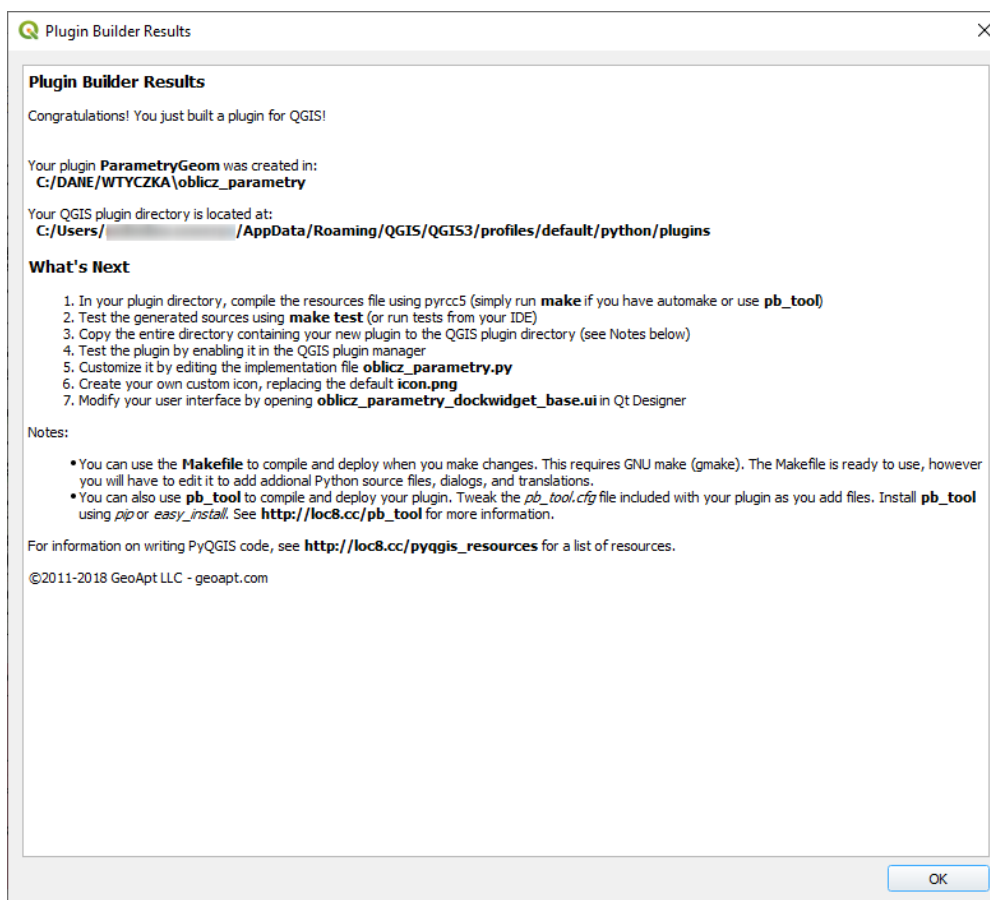 Plugin Builder Results
Plugin Builder Results
Congratulations! You just built a plugin for QGIS!
Your plugin ParametryGeom was created in:
C:/DANE/WTYCZKA\oblicz_parametry
Your QGIS plugin directory is located at:
C:/Users/ /AppData/Roaming/QGIS/QGIS3/profiles/default/python/plugins
What's Next
1. In your plugin directory, compile the resources file using pyrcc5 (simply run make if you have automake or use pb_tool)
2. Test the generated sources using make test (or run tests from your IDE)
3. Copy the entire directory containing your new plugin to the QGIS plugin directory (see Notes below)
4. Test the plugin by enabling it in the QGIS plugin manager
5. Customize it by editing the implementation file oblicz_parametry.py
6. Create your own custom icon, replacing the default icon.png
7. Modify your user interface by opening oblicz_parametry_dockwidget_base.ui in Qt Designer
Notes:
• You can use the Makefile to compile and deploy when you make changes. This requires GNU make (gmake). The Makefile is ready to use, however
you will have to edit it to add addional Python source files, dialogs, and translations.
• You can also use pb_tool to compile and deploy your plugin. Tweak the pb_tool.cfg file included with your plugin as you add files. Install pb_tool
using pip or easy_install. See http://loc8.cc/pb_tool for more information.
For information on writing PyQGIS code, see http://loc8.cc/pyqgis_resources for a list of resources.
©2011-2018 GeoApt LLC - geoapt.com
OK